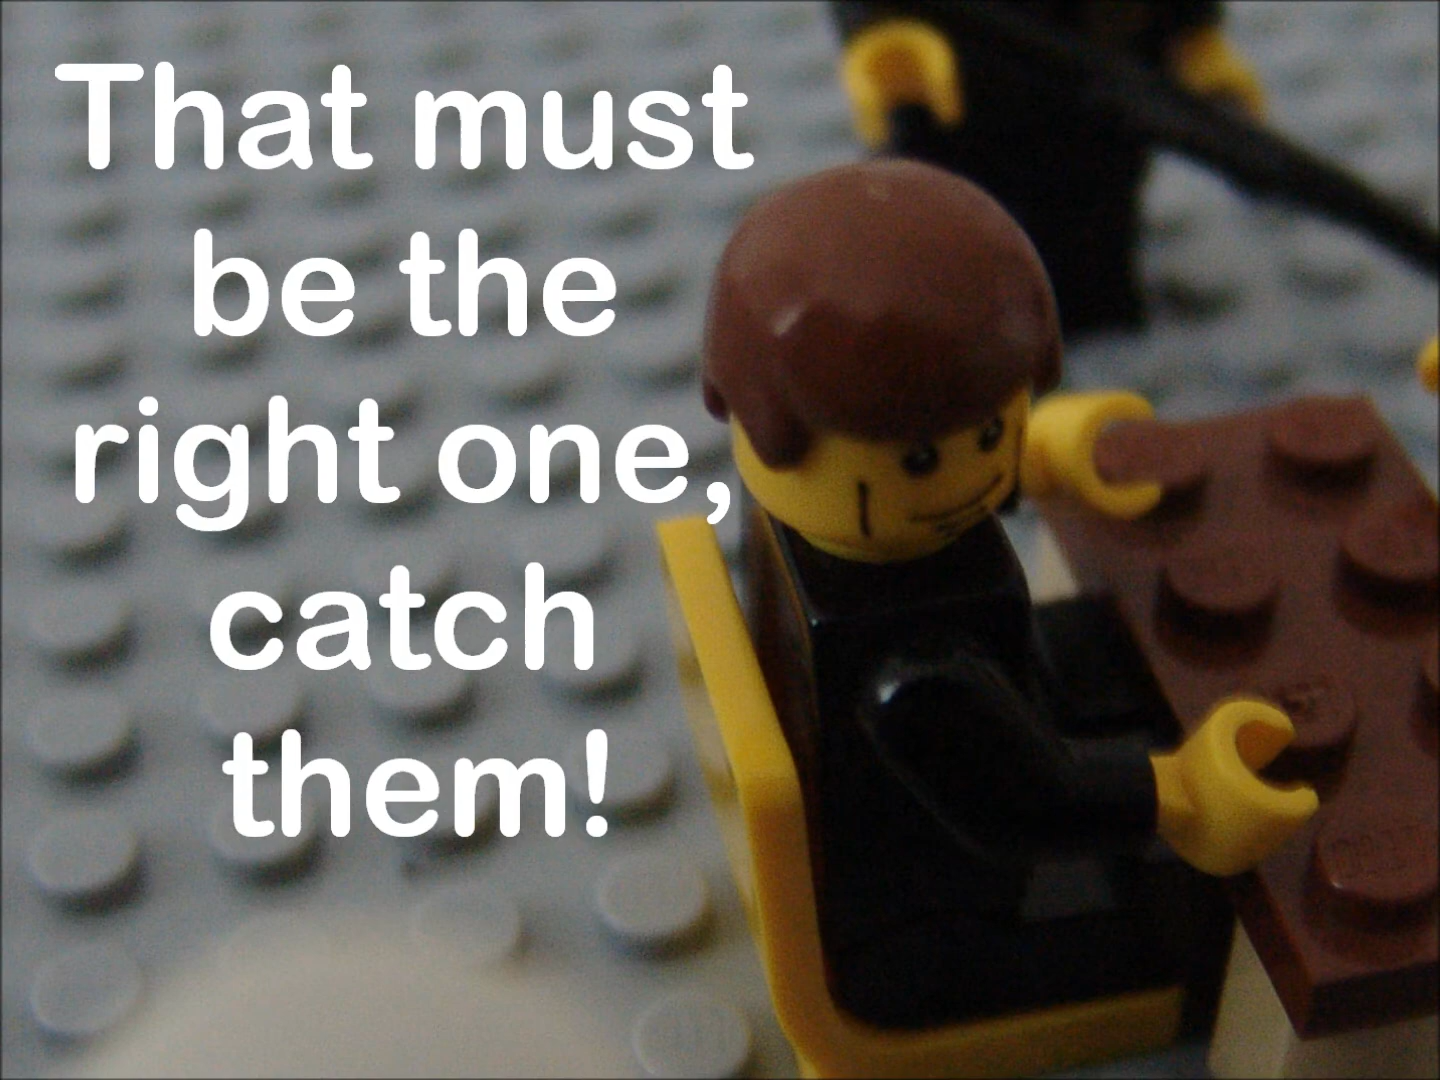 That must
be the
right one,
catch
them!